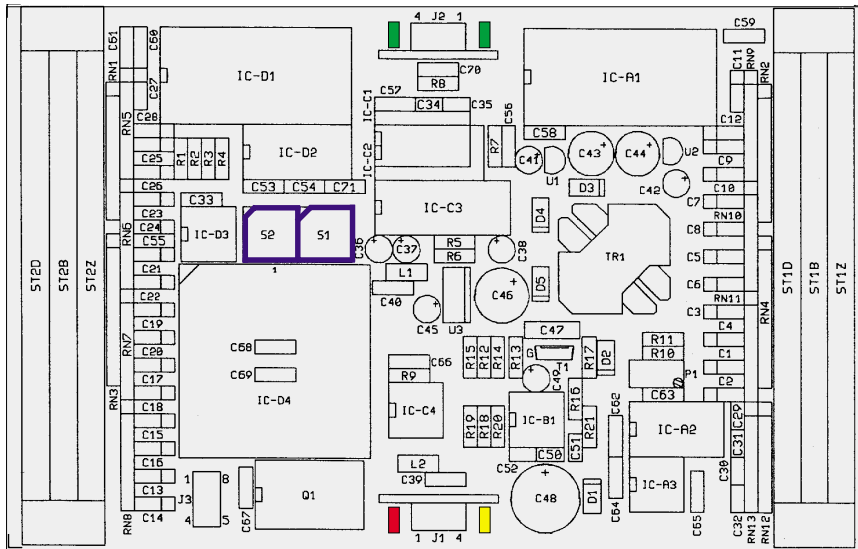 4 J2 1
C59
C61
C60
RN1
C27
IC-D1
C70
R8
IC-A1
C11
RN9
RN2
IC-C1
C57
C34
C35
C56
RN5
C28
C25
R1
R2
R3
R4
IC-D2
IC-C2
R7
C58
C41
U1
C43
C44
U2
C12
C9
C26
C53
C54
C71
C33
IC-C3
D3
C42
C10
C7
RN10
C23
C24
C55
RN6
IC-D3
S2
S1
C36
C37
R5
R6
C38
D4
TR1
C8
C5
ST2D
ST2B
ST2Z
ST1D
ST1B
ST1Z
C21
1
L1
C40
C46
D5
C6
RN11
RN4
C22
C3
C19
C45
U3
C47
C4
RN7
C20
C68
R15
R12
R14
R13
G
T1
R17
D2
R11
R10
C1
C66
R9
C49
P1
C17
C69
R16
C2
RN3
C18
IC-D4
IC-C4
C63
C62
C29
C15
R19
R18
R20
IC-B1
R21
IC-A2
C31
C16
C52
C50
C51
C30
L2
C39
1
8
J3
C13
4
5
C14
RN8
C67
Q1
C48
D1
C64
IC-A3
C65
C32
RN13
RN12
1 J1 4